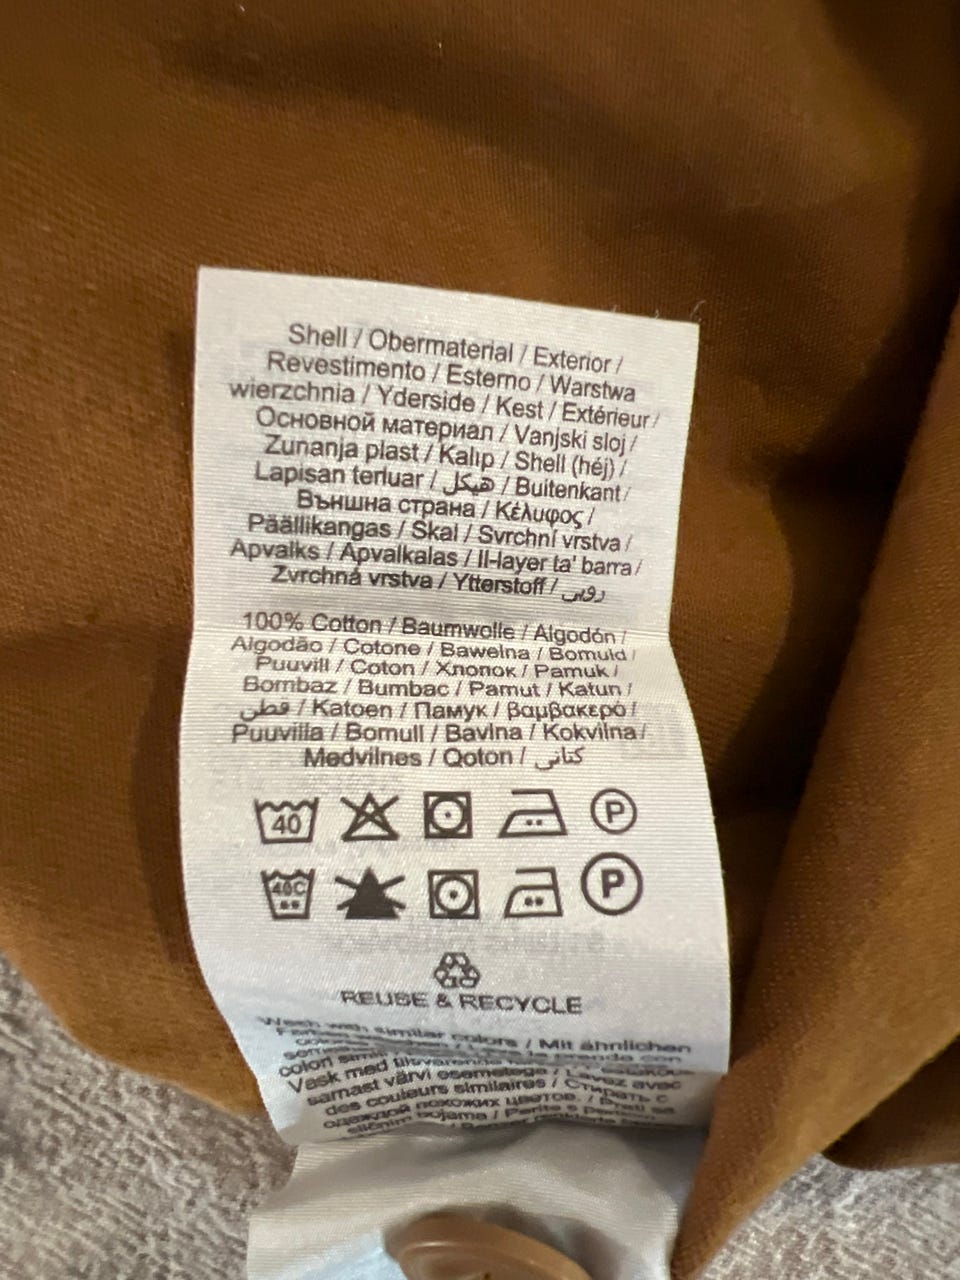 Shell / Obermaterial / Exterior /
Revestimento / Esterno / Warstwa
wierzchnia / Yderside / Kest / Extérieur /
Основной материал / Vanjski sloj /
Zunanja plast / Kalıp / Shell (héj) /
Lapisan terluar / هيكل / Buitenkant /
Външна страна / Κέλυφος /
Päällikangas / Skal / Svrchní vrstva /
Apvalks / Apvalkalas / Il-layer ta' barra /
Zvrchná vrstva / Ytterstoff /
100% Cotton / Baumwolle / Algodón /
Algodão / Cotone / Bawełna / Bomuld /
Puuvill / Coton / Хлопок / Pamuk /
Bombaz / Bumbac / Pamut / Katun /
قطن / Katoen / Памук / βαμβακερό /
Puuvilla / Bomull / Bavlna / Kokvilna /
Medvilnės / Qoton / كتاني
40 P
40C P
REUSE & RECYCLE
Wash with similar colors / Mit ähnlichen
colori simili
Vask med tilsvarende
samast värvi esemetega /
des couleurs similaires / Стирать с
одеждой похожих цветов. /